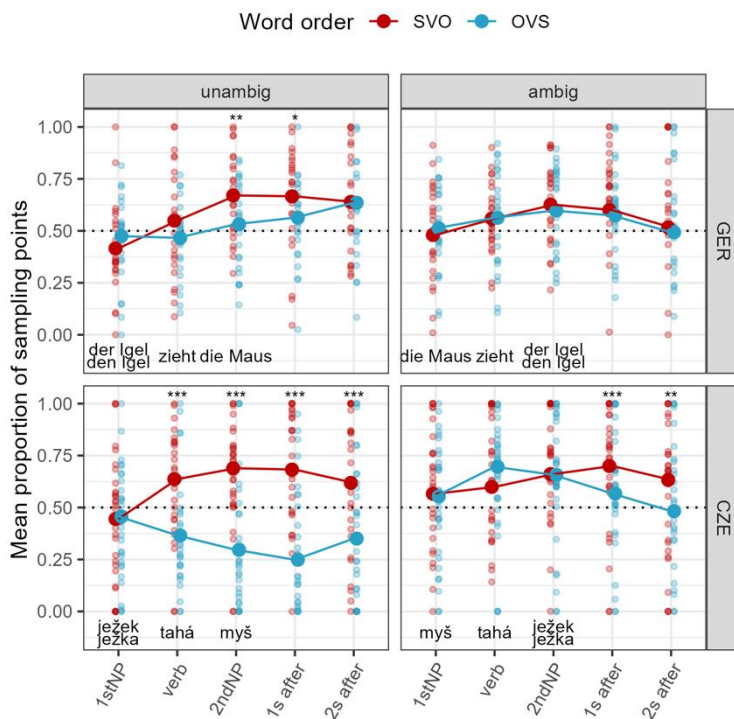 Word order SVO OVS
Mean proportion of sampling points
unambig
ambig
GER
CZE
1.00
0.75
0.50
0.25
0.00
** *
der Igel
den Igel
zieht
die Maus
die Maus
zieht
der Igel
den Igel
1.00
0.75
0.50
0.25
0.00
*** *** *** ***
*** **
ježek
ježka
tahá
myš
myš
tahá
ježek
ježka
1stNP
verb
2ndNP
1s after
2s after
1stNP
verb
2ndNP
1s after
2s after